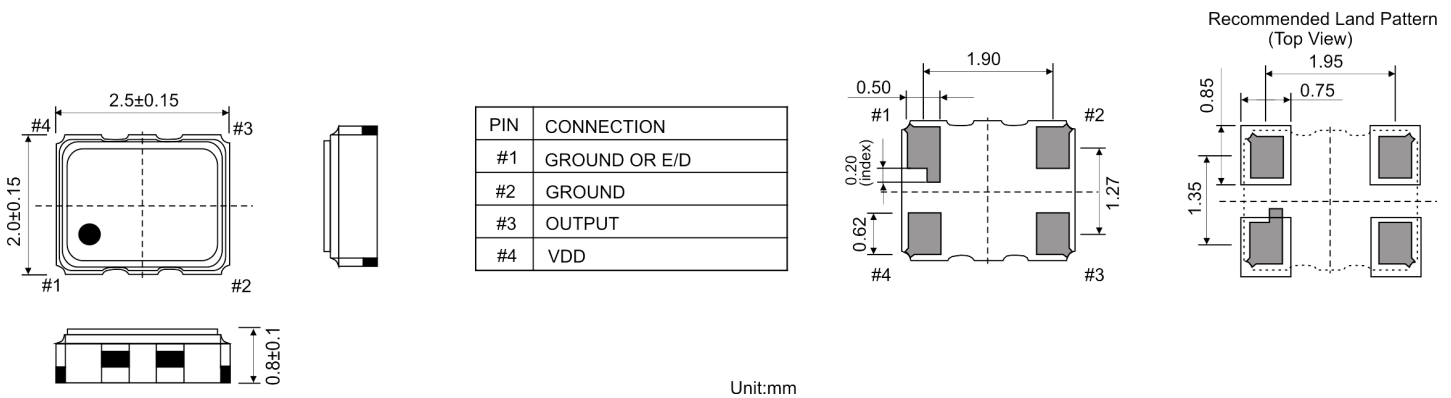 2.5±0.15
#4
#3
2.0±0.15
#1
#2
0.8±0.1
PIN CONNECTION
#1 GROUND OR E/D
#2 GROUND
#3 OUTPUT
#4 VDD
Unit:mm
1.90
0.50
#1
#2
0.20
(index)
1.27
0.62
#4
#3
Recommended Land Pattern
(Top View)
1.95
0.75
0.85
1.35